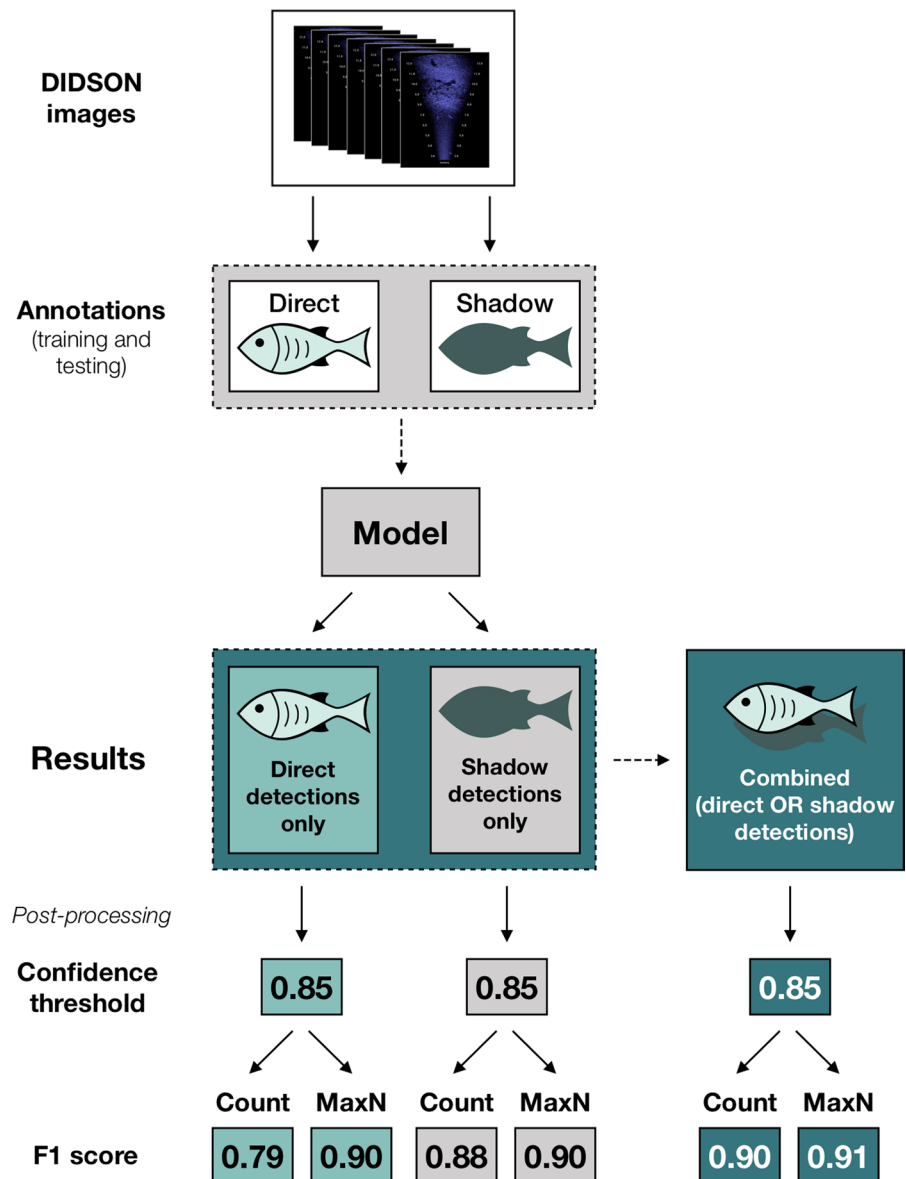 DIDSON
images
Annotations
(training and
testing)
Direct
Shadow
Model
Results
Direct
detections
only
Shadow
detections
only
Combined
(direct OR shadow
detections)
Post-processing
Confidence
threshold
0.85
0.85
0.85
Count
MaxN
Count
MaxN
Count
MaxN
F1 score
0.79
0.90
0.88
0.90
0.90
0.91